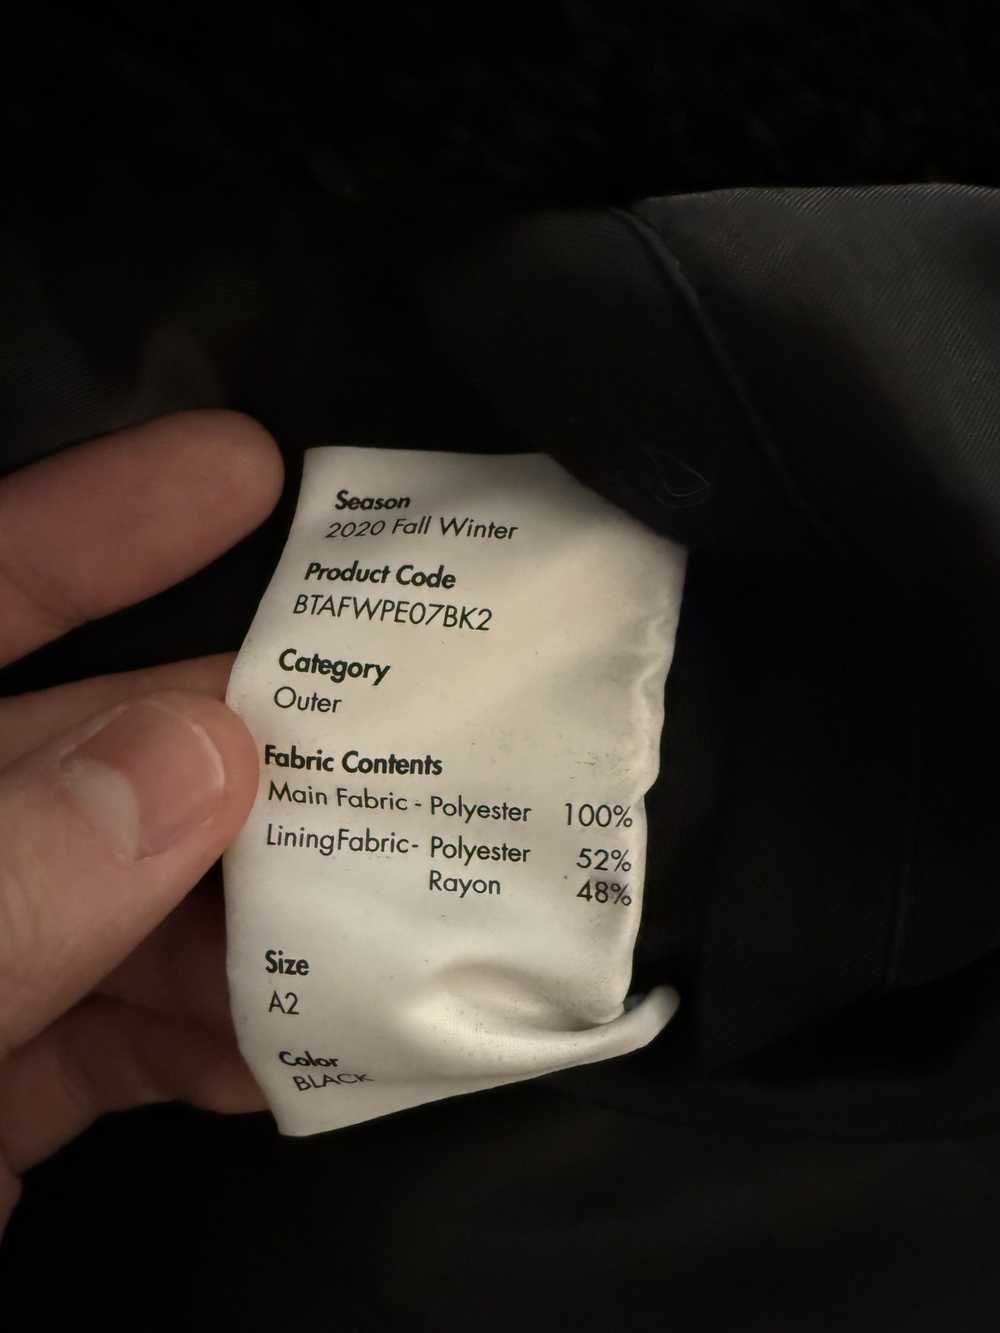 Season
2020 Fall Winter
Product Code
BTAFWPE07BK2
Category
Outer
Fabric Contents
Main Fabric - Polyester 100%
LiningFabric- Polyester 52%
Rayon 48%
Size
A2
Color
BLACK